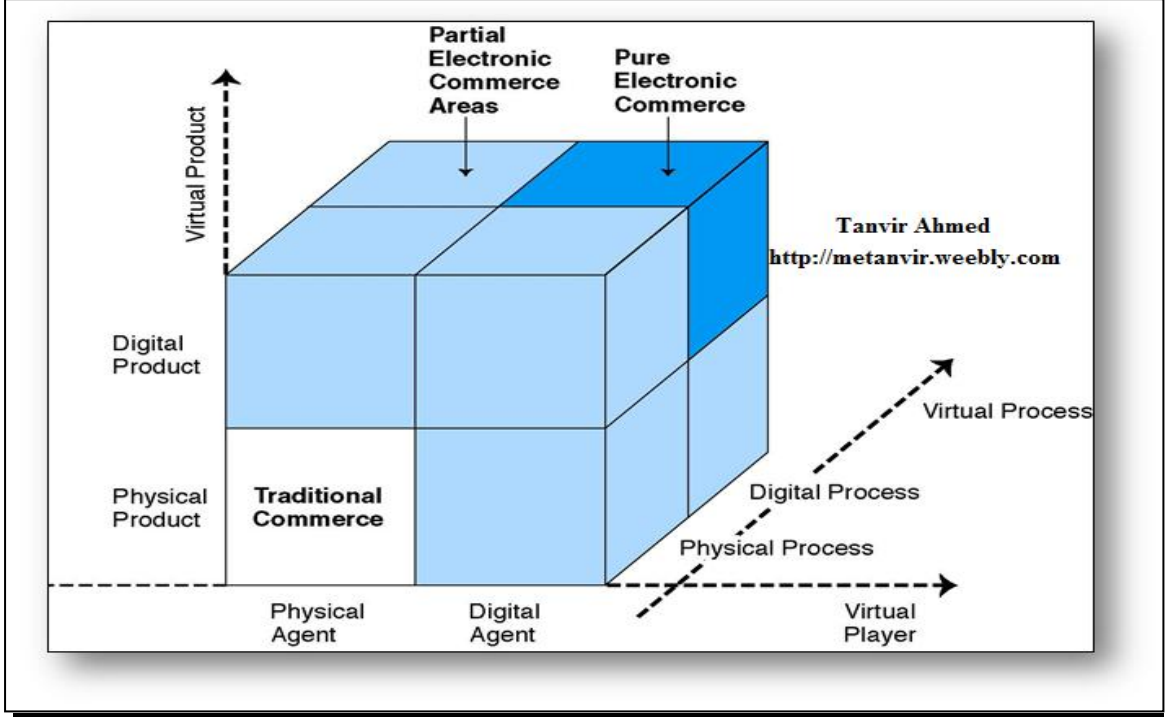 Partial
Electronic
Commerce
Areas
Pure
Electronic
Commerce
Virtual Product
Tanvir Ahmed
http://metanvir.weebly.com
Digital
Product
Virtual Process
Physical
Product
Traditional
Commerce
Digital Process
Physical Process
Physical
Agent
Digital
Agent
Virtual
Player